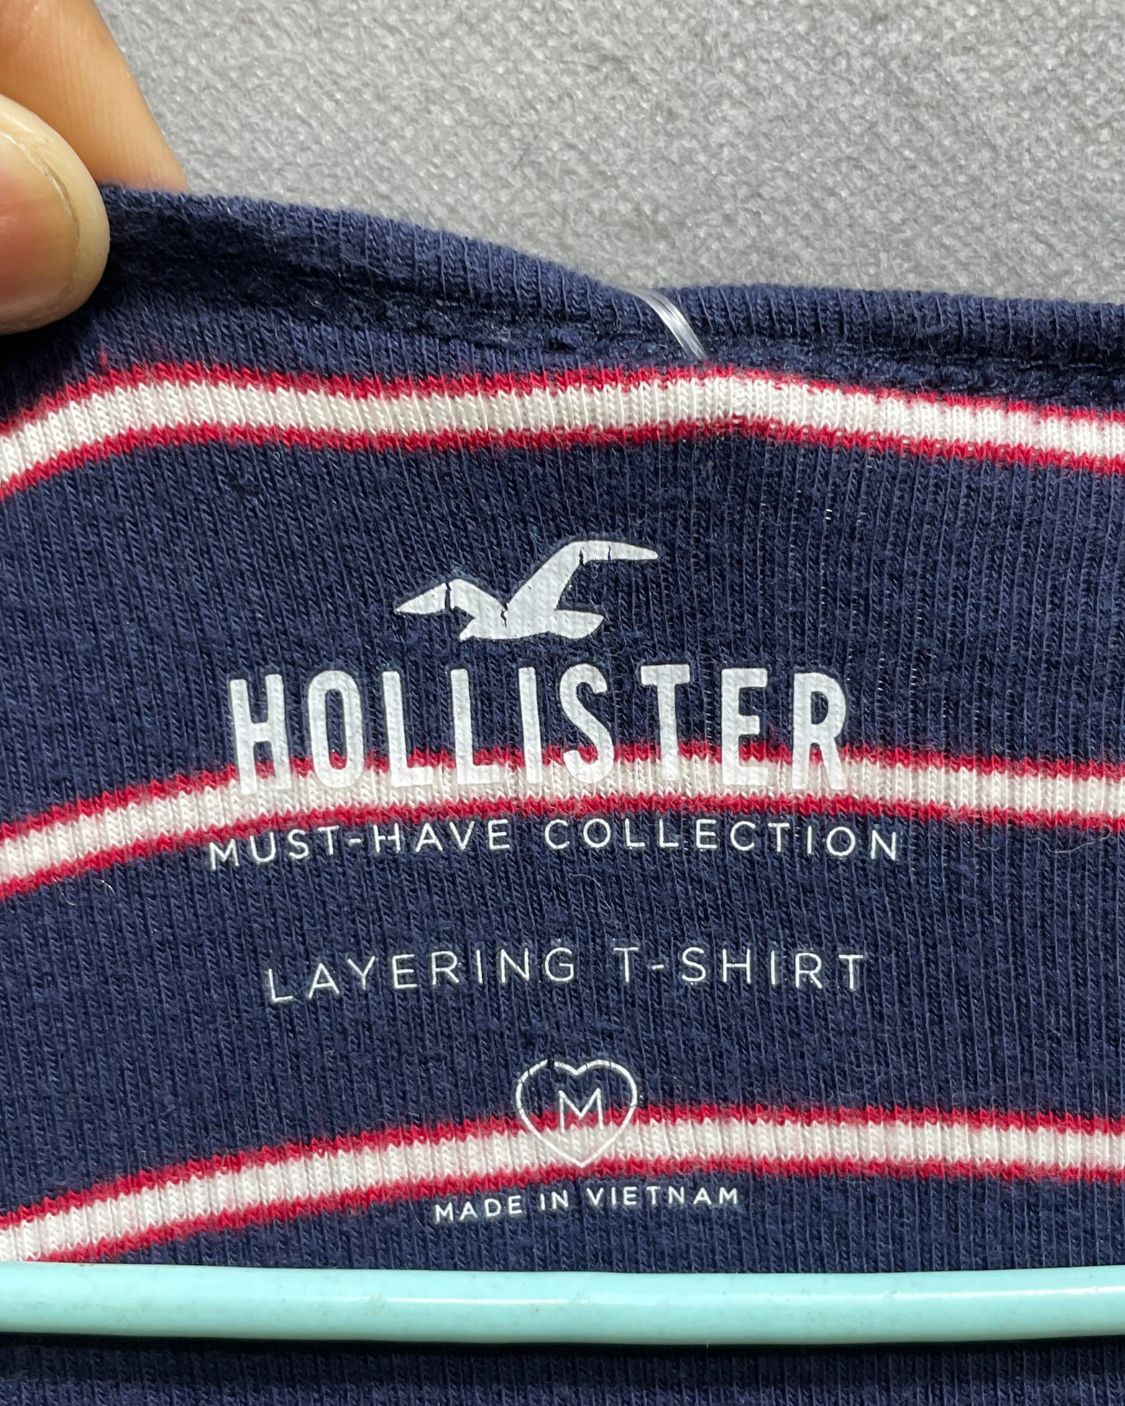 HOLLISTER
MUST-HAVE COLLECTION
LAYERING T-SHIRT
M
MADE IN VIETNAM